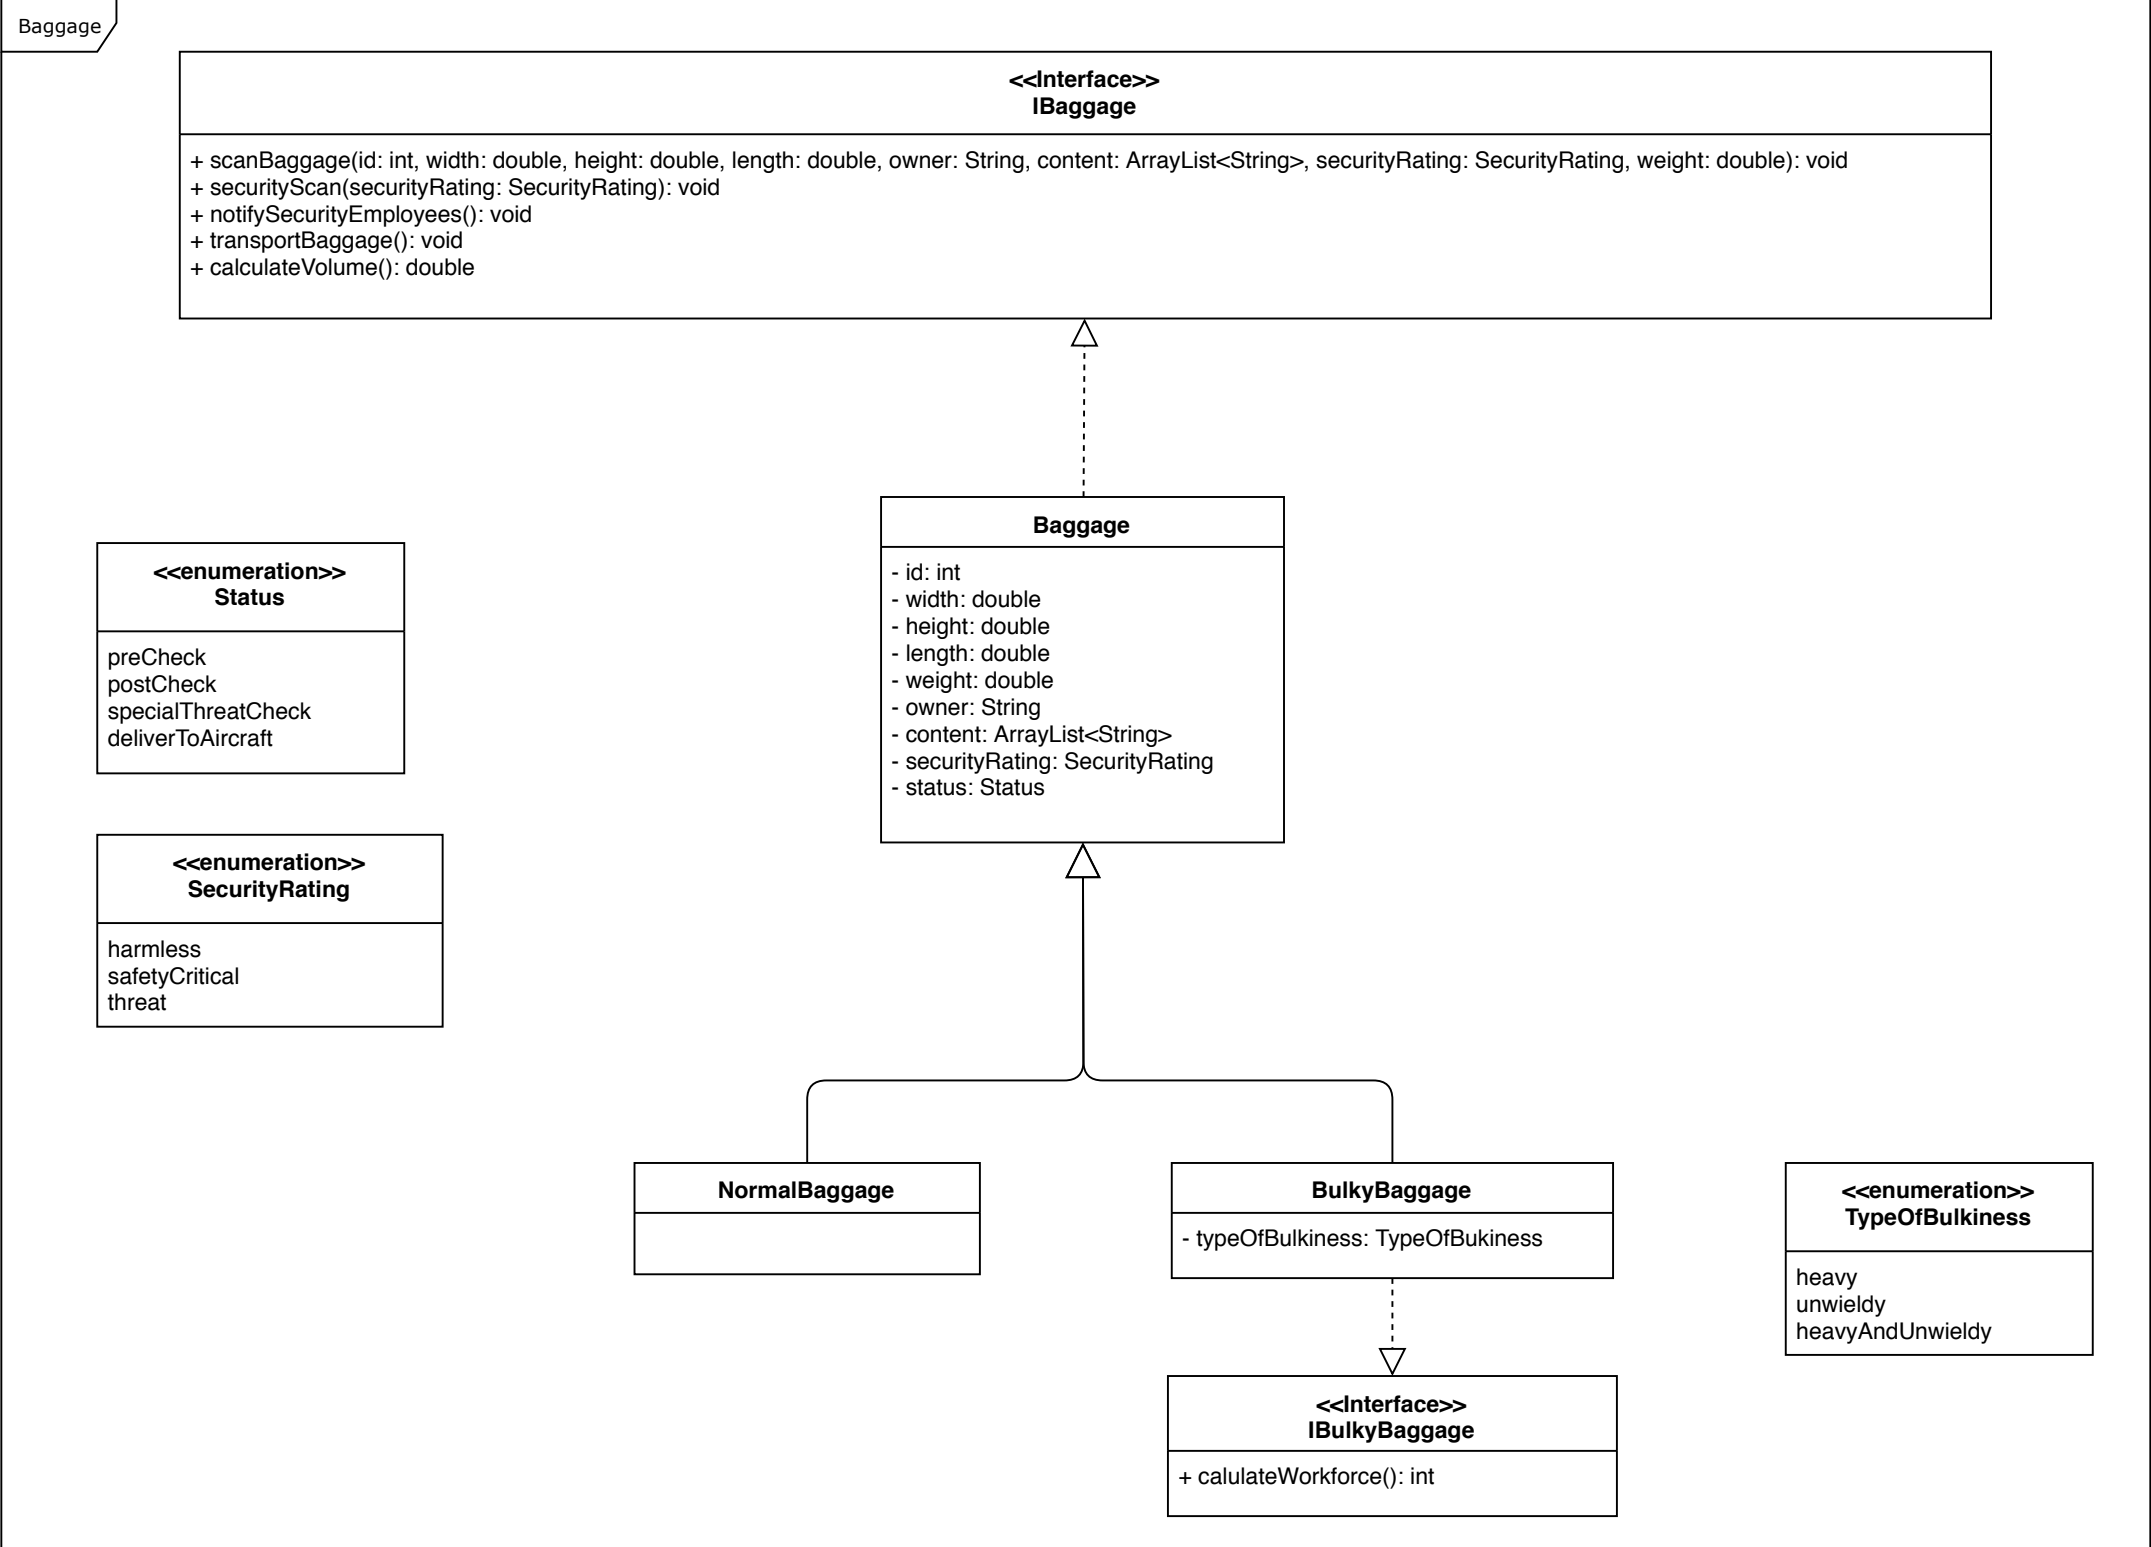 Baggage
<<Interface>>
IBaggage
+ scanBaggage(id: int, width: double, height: double, length: double, owner: String, content: ArrayList<String>, securityRating: SecurityRating, weight: double): void
+ securityScan(securityRating: SecurityRating): void
+ notifySecurityEmployees(): void
+ transportBaggage(): void
+ calculateVolume(): double
Baggage
- id: int
- width: double
- height: double
- length: double
- weight: double
- owner: String
- content: ArrayList<String>
- securityRating: SecurityRating
- status: Status
<<enumeration>>
Status
preCheck
postCheck
specialThreatCheck
deliverToAircraft
<<enumeration>>
SecurityRating
harmless
safetyCritical
threat
NormalBaggage
BulkyBaggage
- typeOfBulkiness: TypeOfBukiness
<<enumeration>>
TypeOfBulkiness
heavy
unwieldy
heavyAndUnwieldy
<<Interface>>
IBulkyBaggage
+ calulateWorkforce(): int